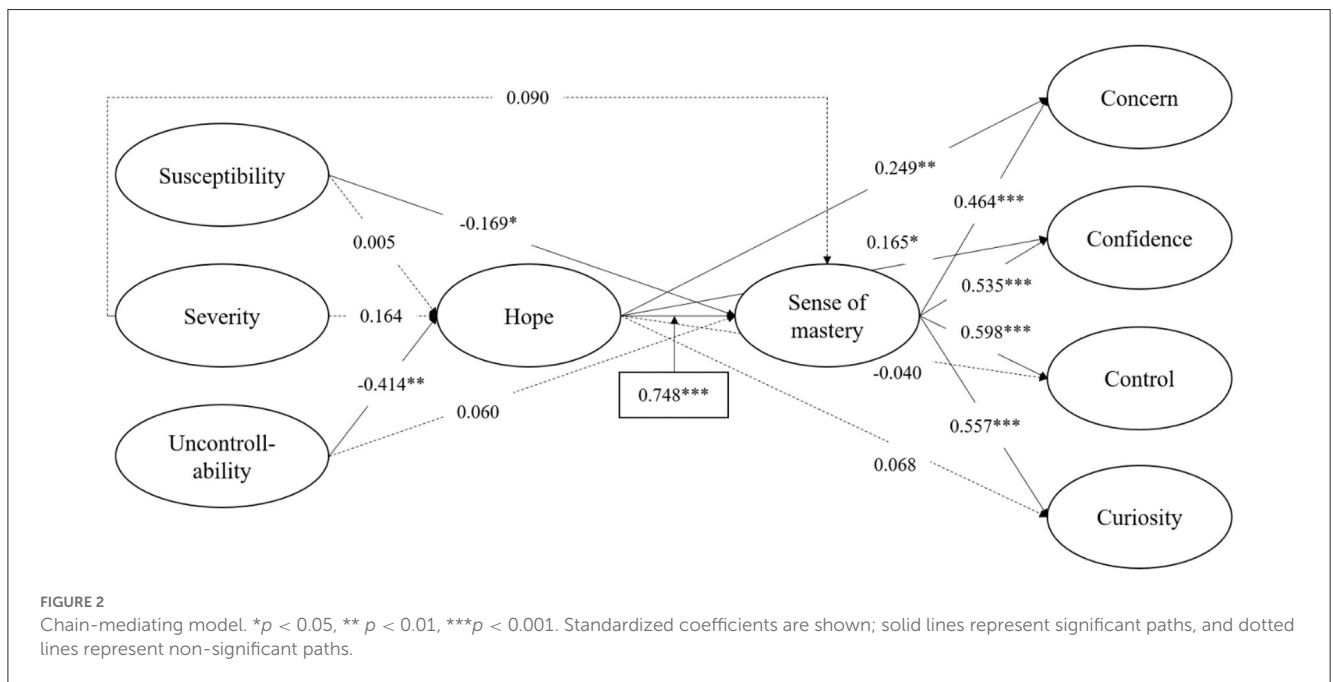 0.090
Concern
Susceptibility
0.249**
-0.169*
0.464***
0.005
0.165*
Confidence
Severity
0.164
Hope
Sense of
mastery
0.535***
0.598***
-0.414**
0.060
0.748***
-0.040
Control
Uncontroll-
ability
0.557***
0.068
Curiosity
FIGURE 2
Chain-mediating model. *p < 0.05, ** p < 0.01, ***p < 0.001. Standardized coefficients are shown; solid lines represent significant paths, and dotted
lines represent non-significant paths.